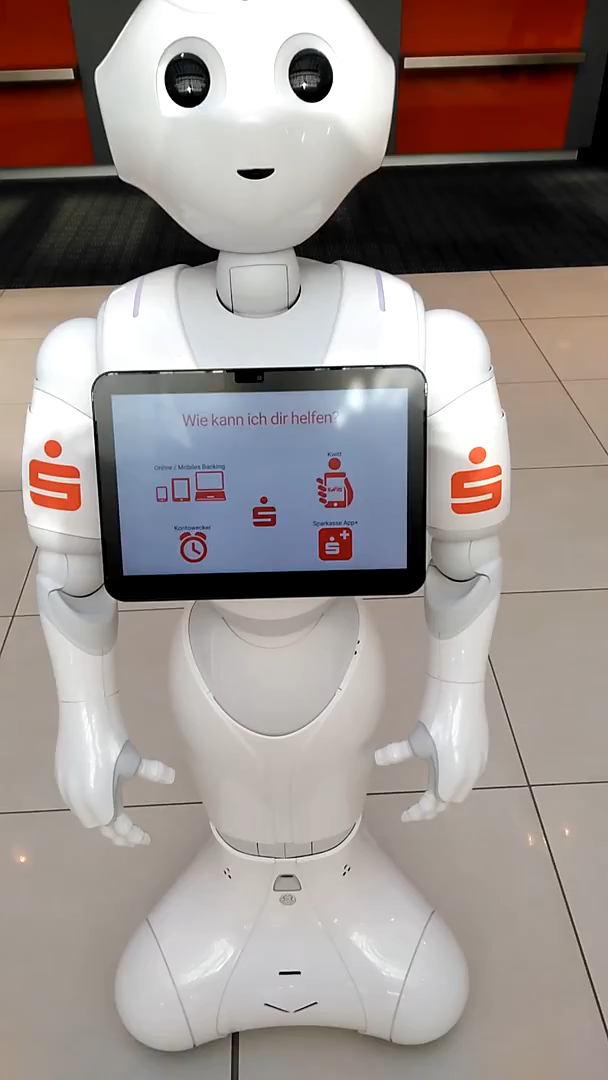 Wie kann ich dir helfen?
Online / Mobiles Banking
Kwitt
Kontowecker
Sparkasse App+